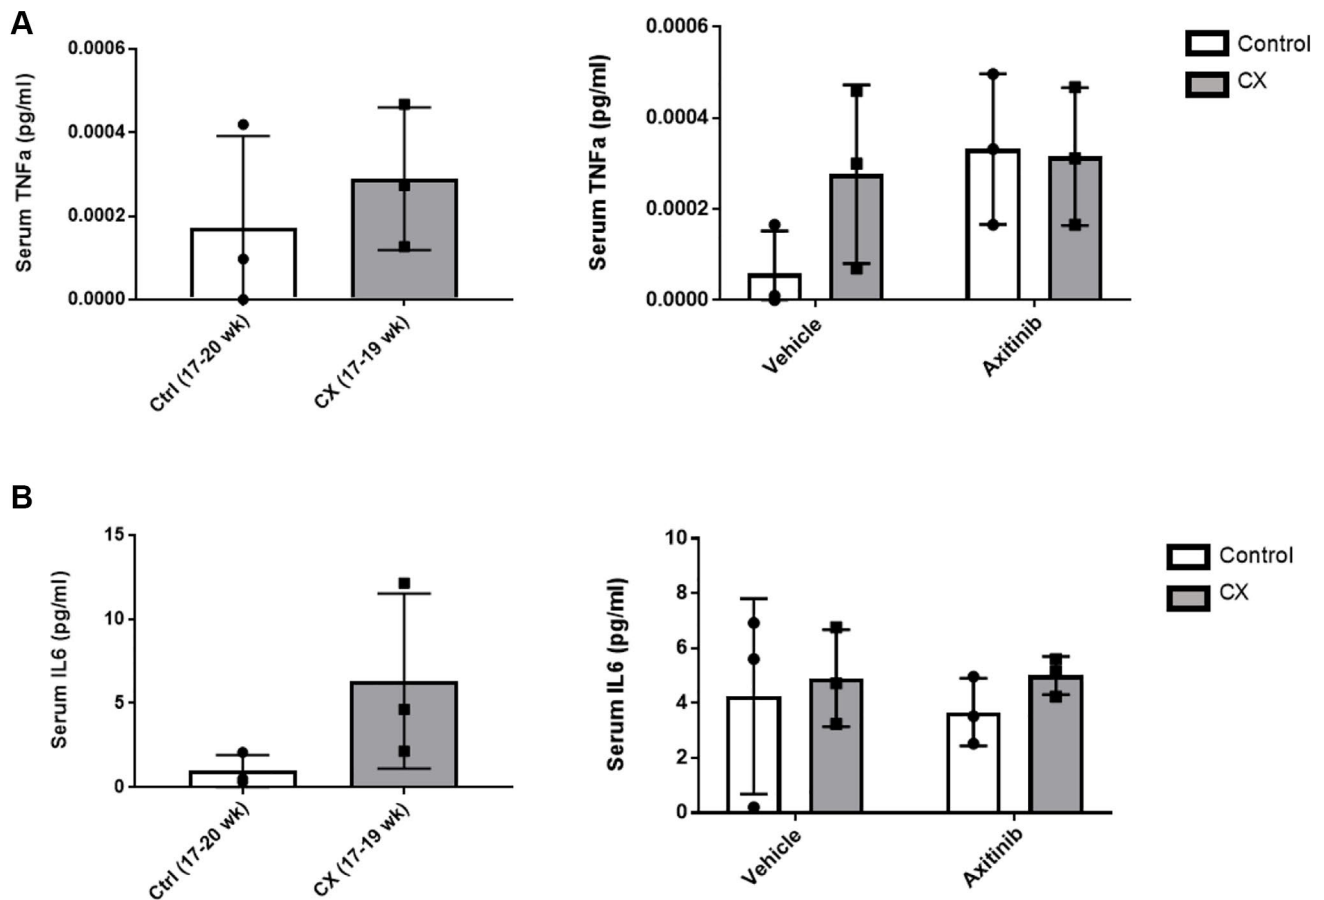 A
Serum TNFa (pg/ml)
0.0006
0.0004
0.0002
0.0000
Ctrl (17-20 wk)
CX (17-19 wk)
Serum TNFa (pg/ml)
0.0006
0.0004
0.0002
0.0000
Vehicle
Axitinib
Control
CX
B
Serum IL6 (pg/ml)
15
10
5
0
Ctrl (17-20 wk)
CX (17-19 wk)
Serum IL6 (pg/ml)
10
8
6
4
2
0
Vehicle
Axitinib
Control
CX